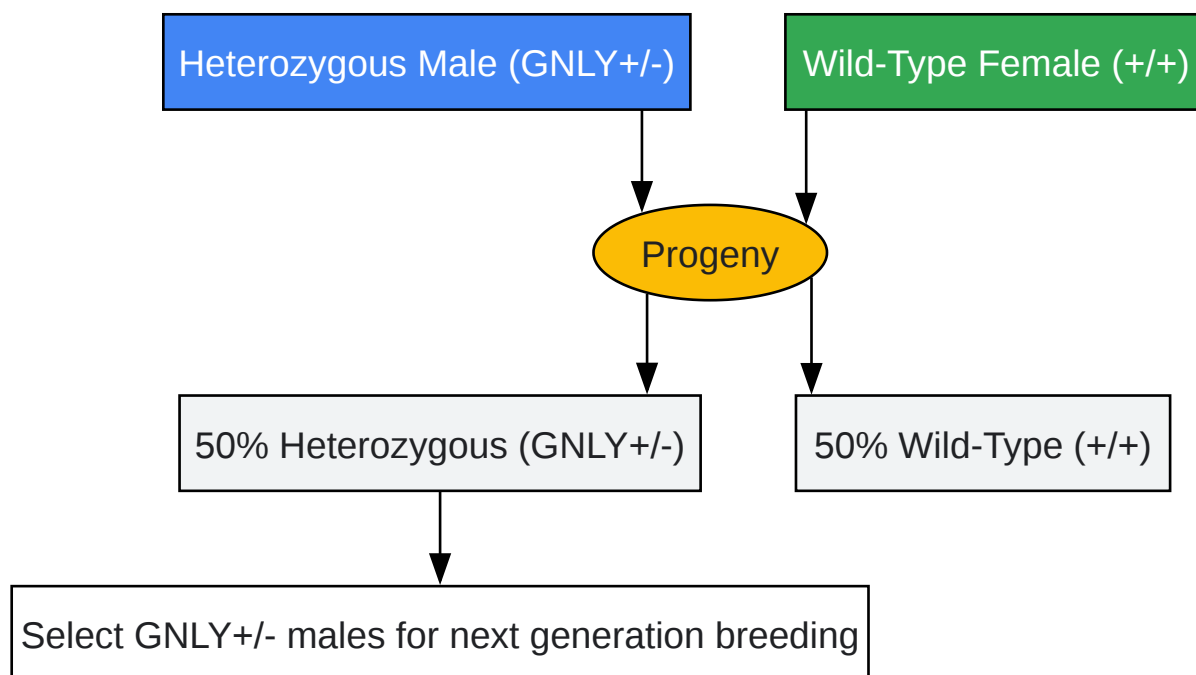 Heterozygous Male (GNLY+/-)
Wild-Type Female (+/+)
Progeny
50% Heterozygous (GNLY+/-)
50% Wild-Type (+/+)
Select GNLY+/- males for next generation breeding